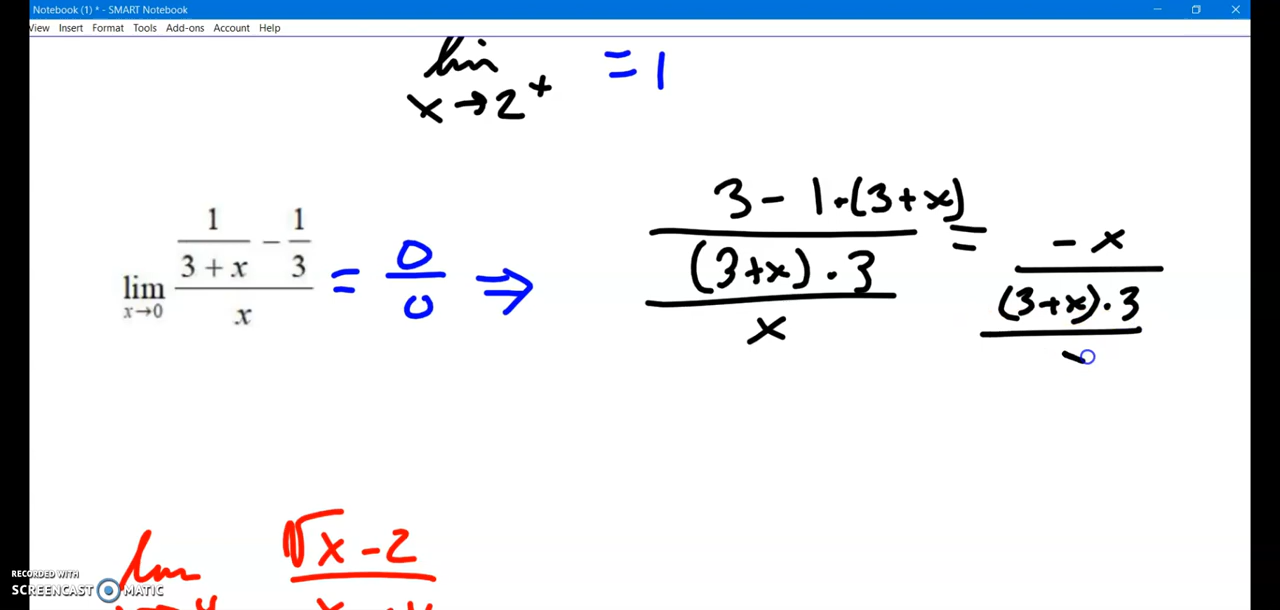 Notebook (1) * - SMART Notebook
View Insert Format Tools Add-ons Account Help
lim = 1
x→2⁺
3 - 1·(3+x)
(3+x)·3
x
=
-x
(3+x)·3
1
3 + x
-
1
3
lim
x→0
x
= 0
0
⇒
√x - 2
lim
RECORDED WITH
SCREENCAST MATIC